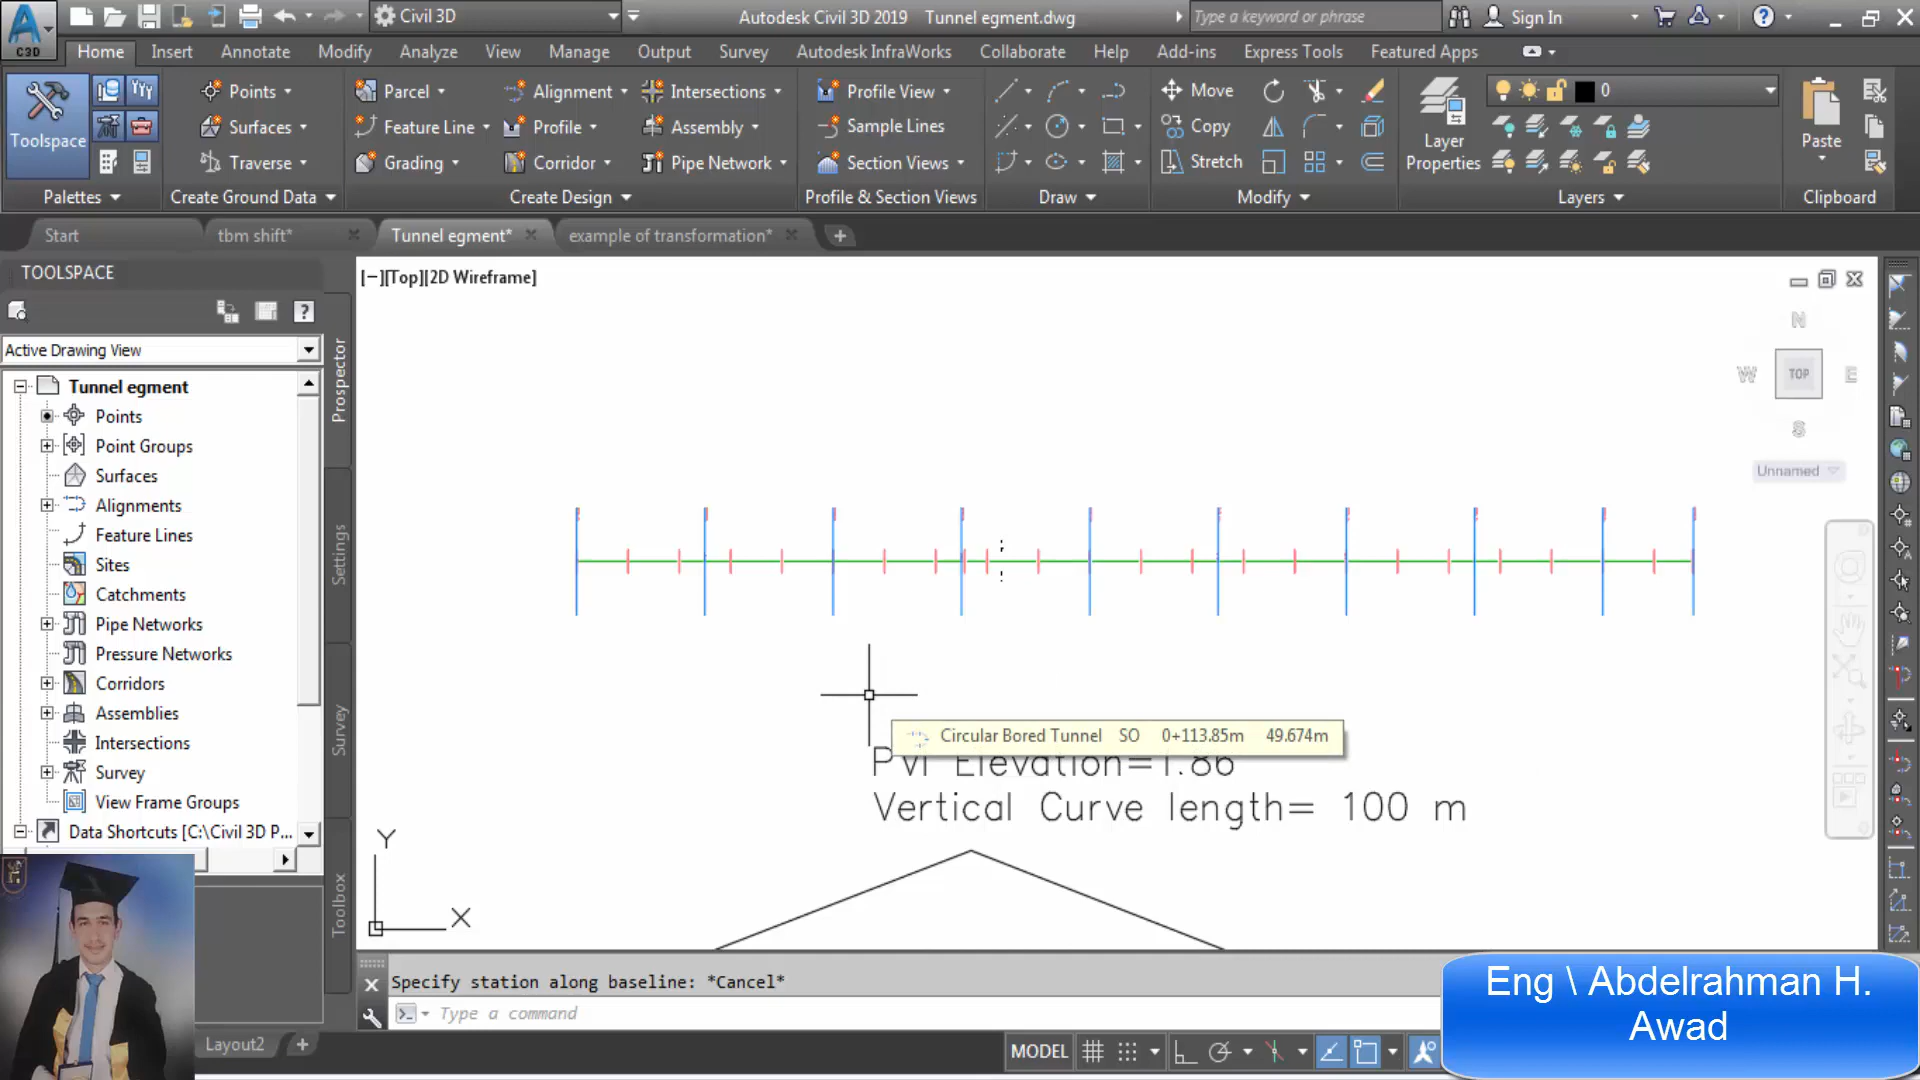 C3D
Civil 3D
Autodesk Civil 3D 2019 Tunnel egment.dwg
Type a keyword or phrase
Sign In
Home Insert Annotate Modify Analyze View Manage Output Survey Autodesk InfraWorks Collaborate Help Add-ins Express Tools Featured Apps
Toolspace
Points
Surfaces
Traverse
Parcel
Feature Line
Grading
Alignment
Profile
Corridor
Intersections
Assembly
Pipe Network
Profile View
Sample Lines
Section Views
Move
Copy
Stretch
Layer
Properties
0
Paste
Palettes
Create Ground Data
Create Design
Profile & Section Views
Draw
Modify
Layers
Clipboard
Start
tbm shift*
Tunnel egment*
example of transformation*
TOOLSPACE
Active Drawing View
Tunnel egment
Points
Point Groups
Surfaces
Alignments
Feature Lines
Sites
Catchments
Pipe Networks
Pressure Networks
Corridors
Assemblies
Intersections
Survey
View Frame Groups
Data Shortcuts [C:\Civil 3D P...
Prospector
Settings
Survey
Toolbox
[−][Top][2D Wireframe]
N
W
TOP
E
S
Unnamed
Circular Bored Tunnel SO 0+113.85m 49.674m
Pvi Elevation=1.86
Vertical Curve length= 100 m
Y
X
Specify station along baseline: *Cancel*
Type a command
Layout2
MODEL
Eng \ Abdelrahman H.
Awad